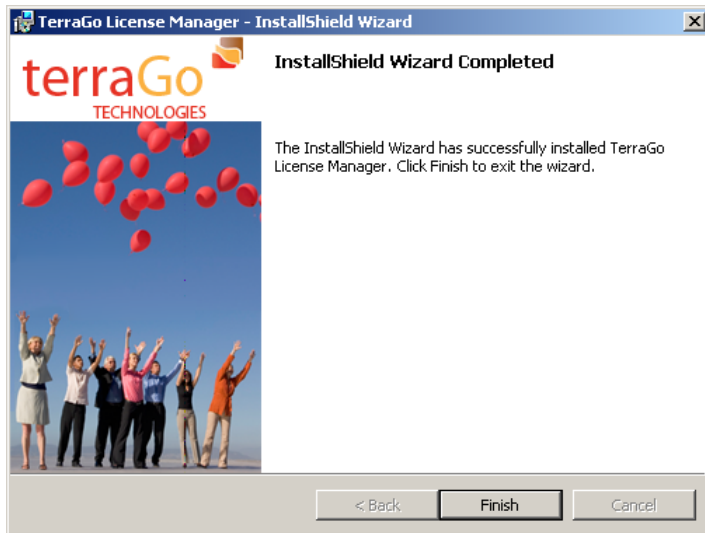 TerraGo License Manager - InstallShield Wizard
terraGo
TECHNOLOGIES
InstallShield Wizard Completed
The InstallShield Wizard has successfully installed TerraGo
License Manager. Click Finish to exit the wizard.
< Back
Finish
Cancel